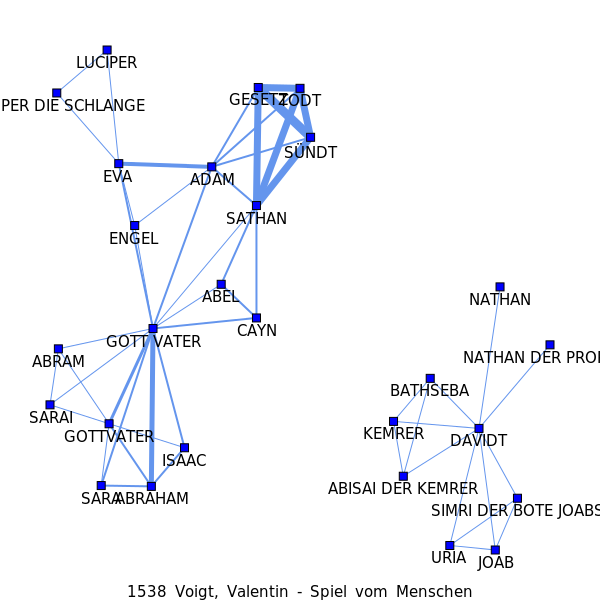 LUCIPER
PER DIE SCHLANGE
GESETZ
TODT
SÜNDT
EVA
ADAM
SATHAN
ENGEL
ABEL
CAYN
GOTT VATER
ABRAM
SARAI
GOTTVATER
ISAAC
SARA
ABRAHAM
NATHAN
NATHAN DER PRO
BATHSEBA
KEMRER
DAVIDT
ABISAI DER KEMRER
SIMRI DER BOTE JOABS
URIA
JOAB
1538 Voigt, Valentin - Spiel vom Menschen